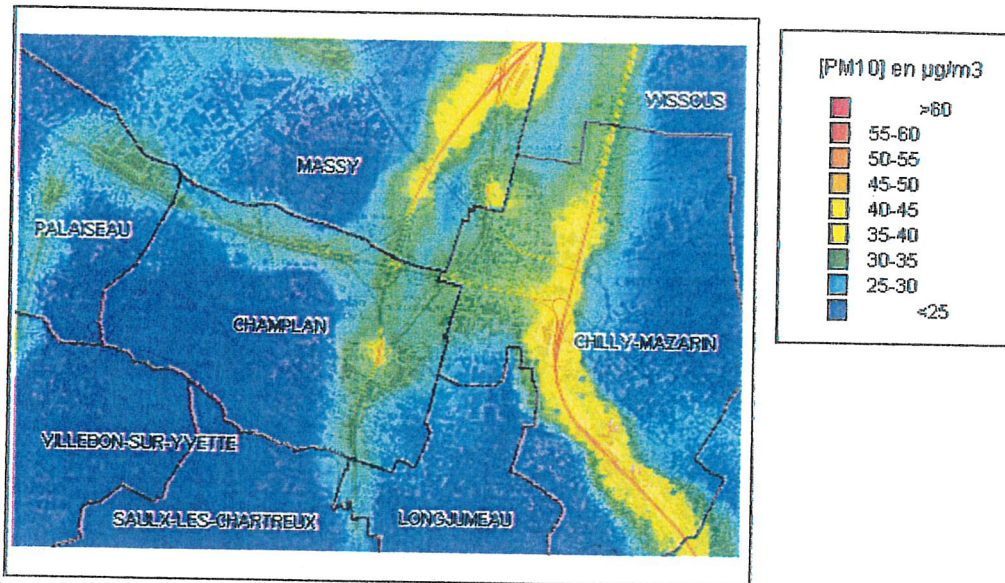 [PM10] en µg/m3
>60
55-60
50-55
45-50
40-45
35-40
30-35
25-30
<25
WISSOUS
MASSY
PALAISEAU
CHAMPLAN
CHILLY-MAZARIN
VILLEBON-SUR-YVETTE
SAULX-LES-CHARTREUX
LONGJUMEAU